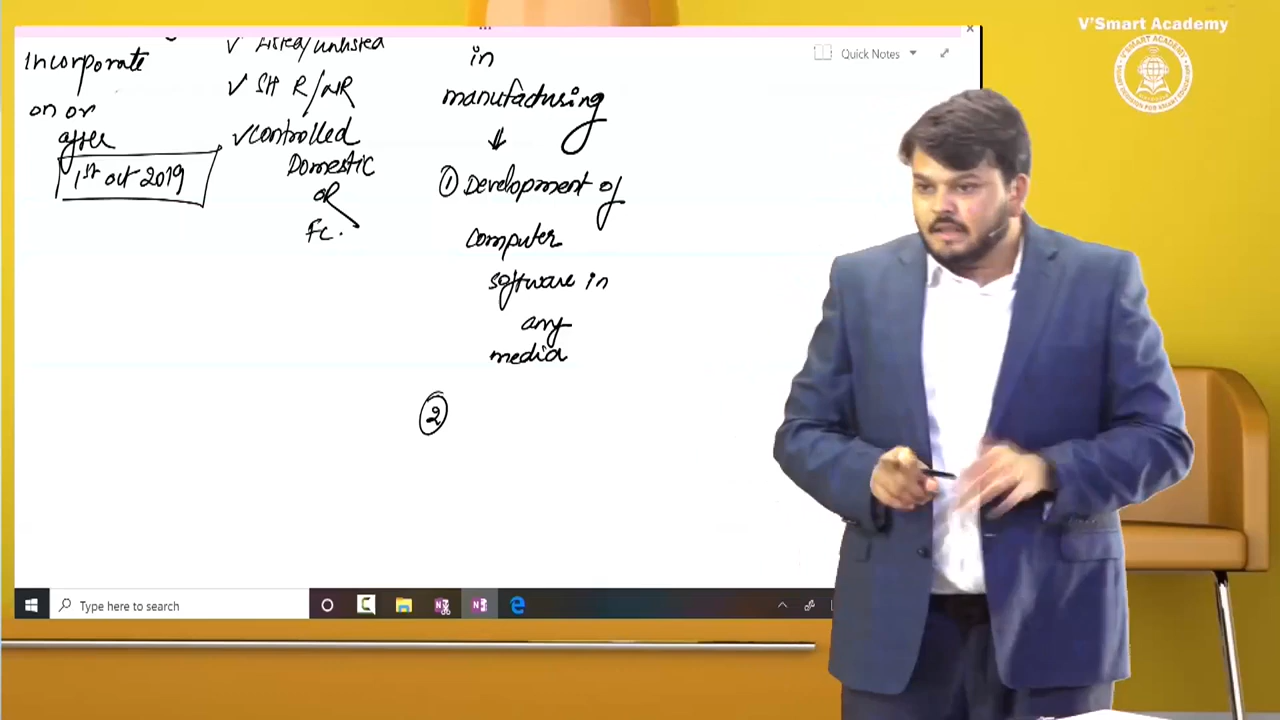 V'Smart Academy
Quick Notes
incorporate
on or
after
1st oct 2019
✓ Listed/unlisted
✓ SH R/NR
✓ controlled
Domestic
OR
FC.
in
manufacturing
① Development of
computer
software in
any
media
②
Type here to search